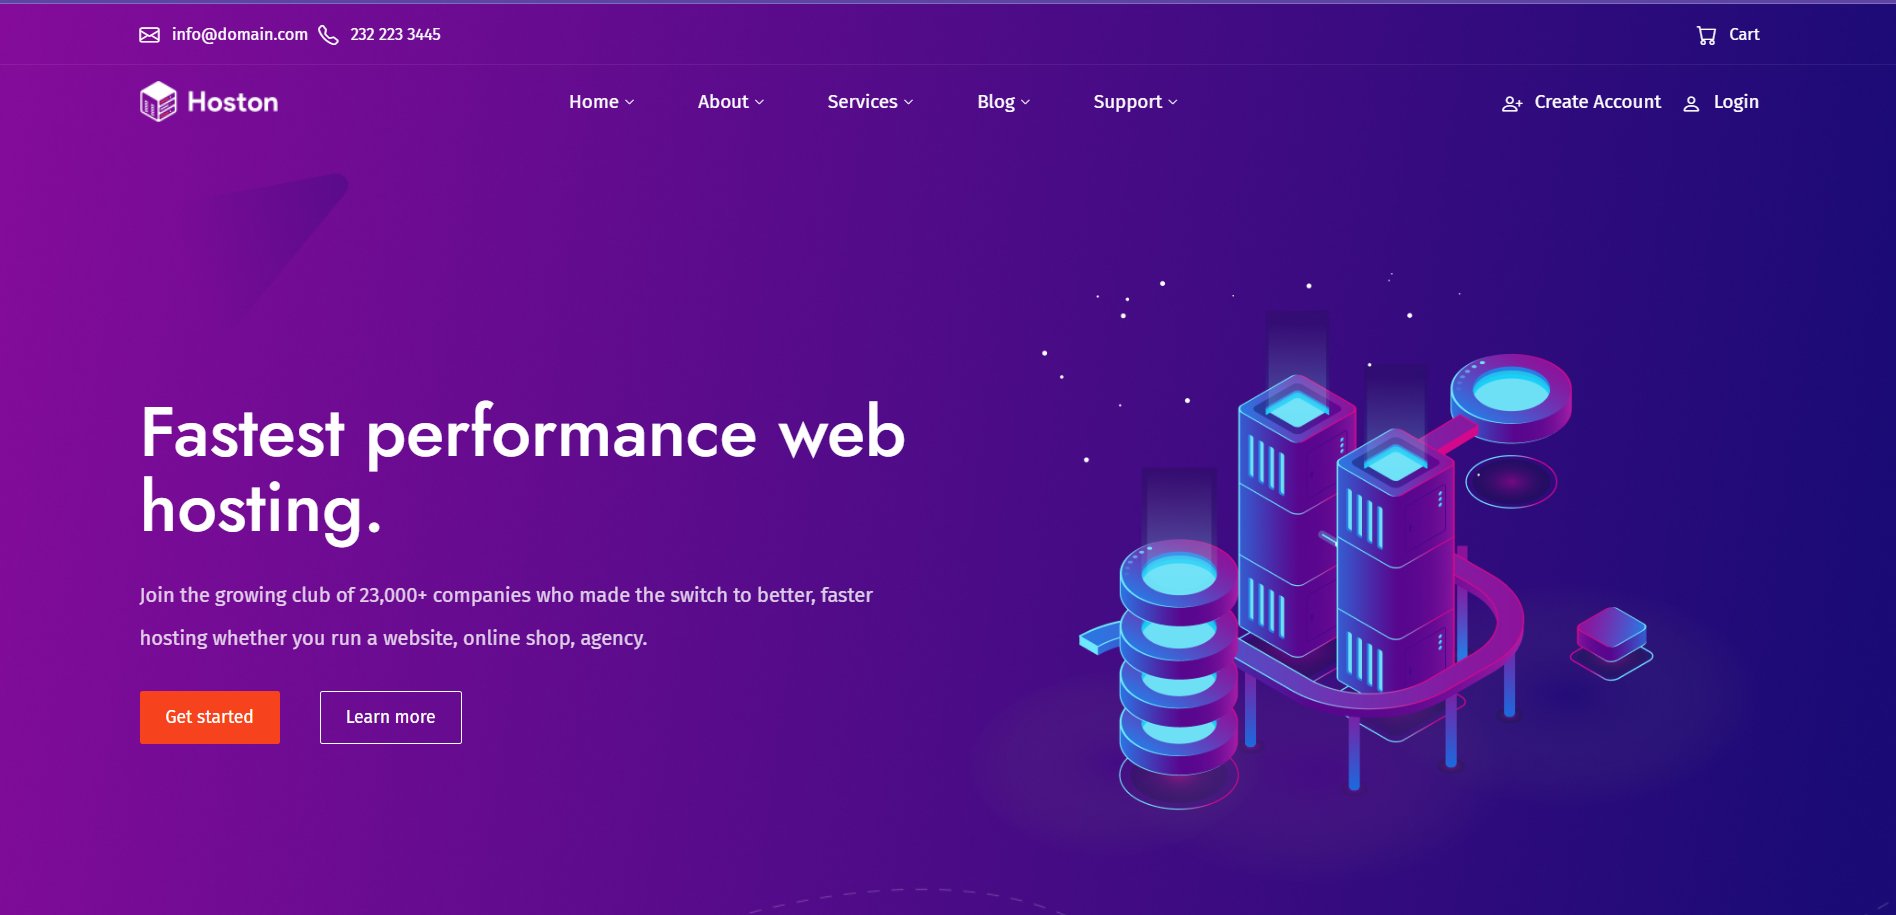 info@domain.com 232 223 3445 Cart
Hoston Home About Services Blog Support Create Account Login
Fastest performance web
hosting.
Join the growing club of 23,000+ companies who made the switch to better, faster
hosting whether you run a website, online shop, agency.
Get started Learn more